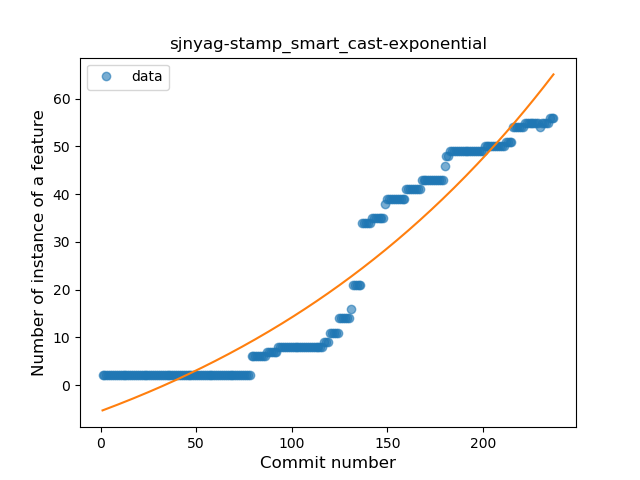 sjnyag-stamp_smart_cast-exponential
data
Number of instance of a feature
60
50
40
30
20
10
0
0 50 100 150 200
Commit number